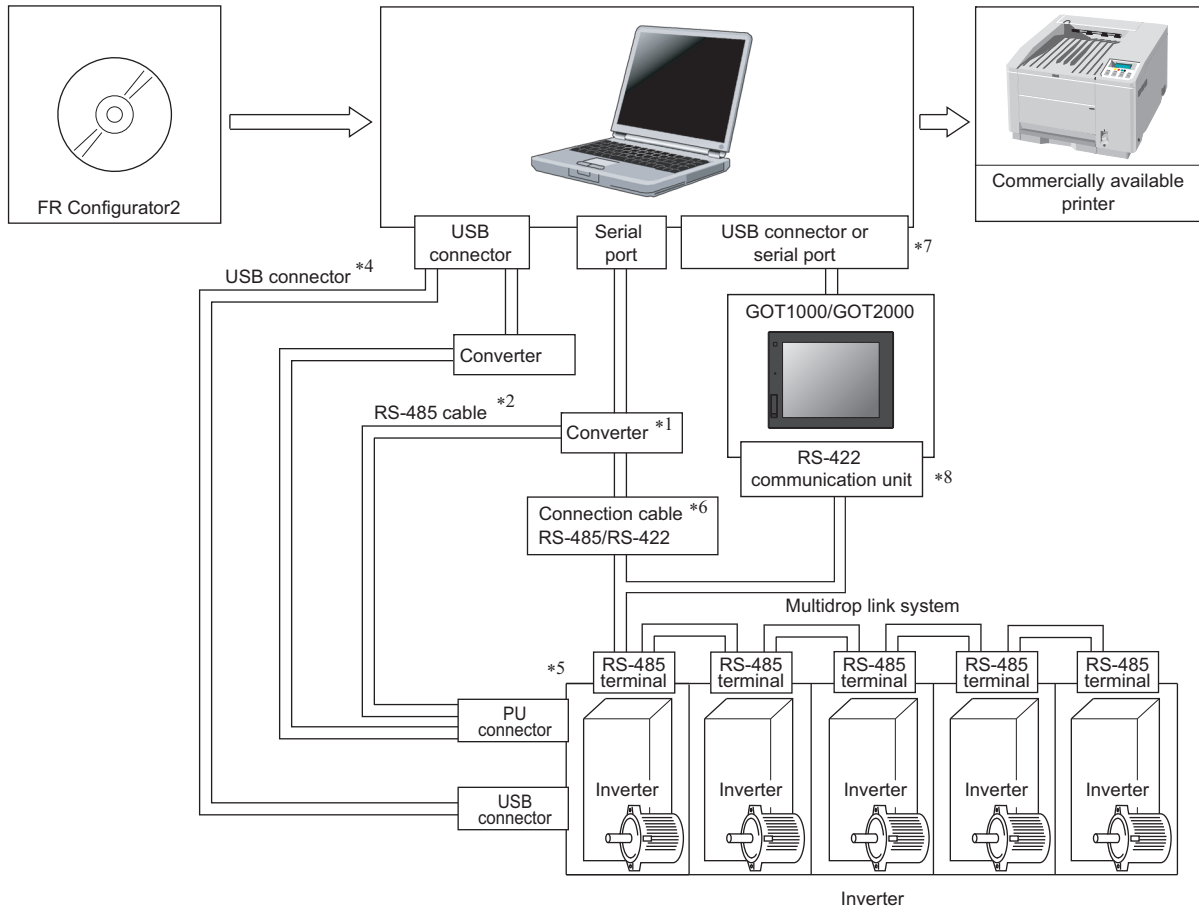 FR Configurator2
Commercially available
printer
USB
connector
Serial
port
USB connector or
serial port
*7
USB connector *4
GOT1000/GOT2000
Converter
RS-485 cable *2
Converter *1
RS-422
communication unit
*8
Connection cable *6
RS-485/RS-422
Multidrop link system
*5
RS-485
terminal
RS-485
terminal
RS-485
terminal
RS-485
terminal
RS-485
terminal
PU
connector
USB
connector
Inverter
Inverter
Inverter
Inverter
Inverter
Inverter